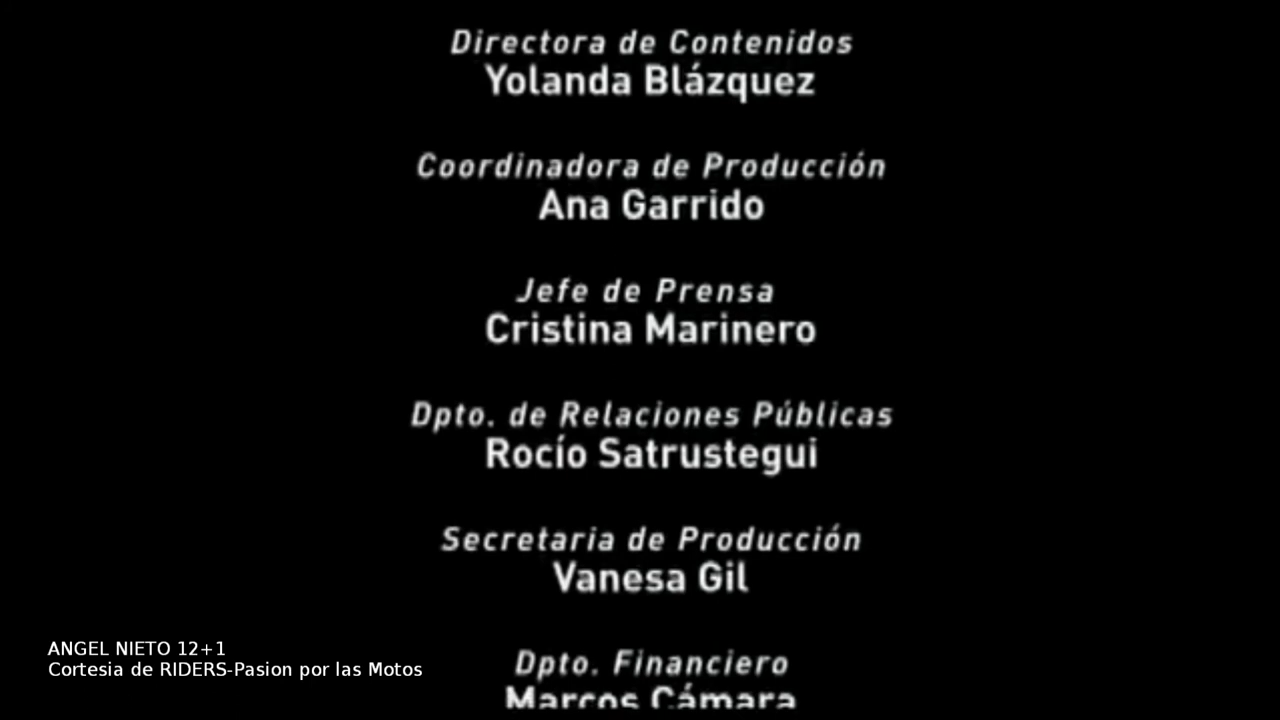 Directora de Contenidos
Yolanda Blázquez
Coordinadora de Producción
Ana Garrido
Jefe de Prensa
Cristina Marinero
Dpto. de Relaciones Públicas
Rocío Satrustegui
Secretaria de Producción
Vanesa Gil
Dpto. Financiero
Marcos Cámara
ANGEL NIETO 12+1
Cortesia de RIDERS-Pasion por las Motos